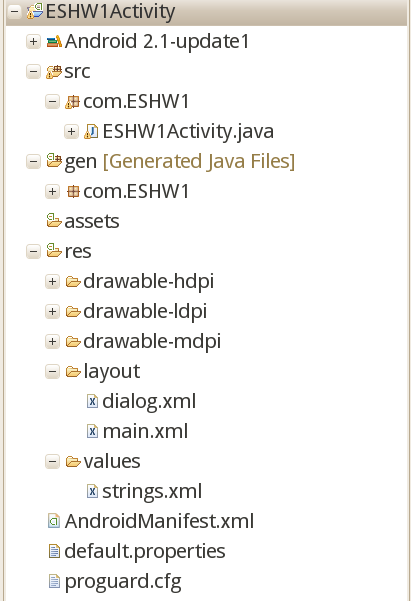 ESHW1Activity
Android 2.1-update1
src
com.ESHW1
ESHW1Activity.java
gen [Generated Java Files]
com.ESHW1
assets
res
drawable-hdpi
drawable-ldpi
drawable-mdpi
layout
dialog.xml
main.xml
values
strings.xml
AndroidManifest.xml
default.properties
proguard.cfg